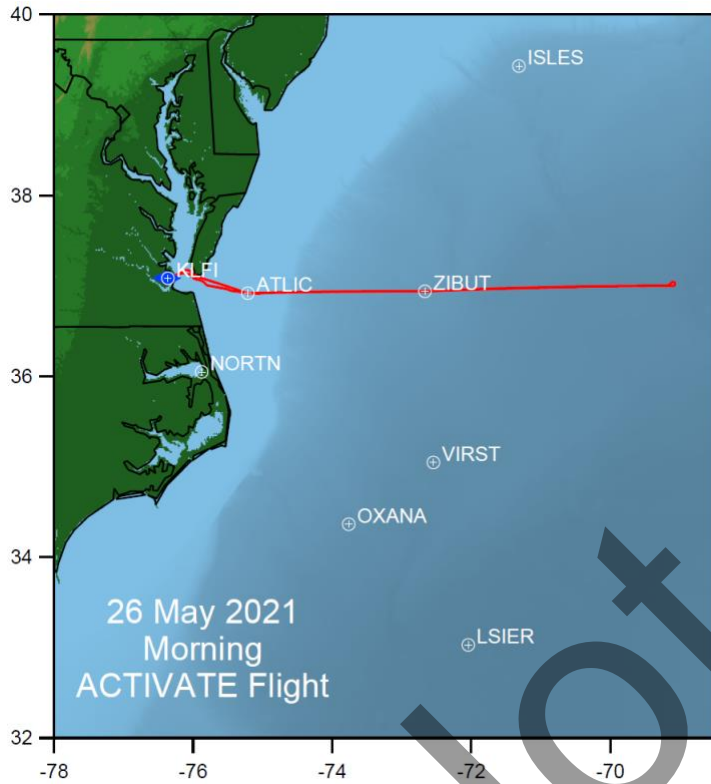 40
ISLES
38
KLFI
ATLIC
ZIBUT
36
NORTN
VIRST
OXANA
34
26 May 2021
Morning
ACTIVATE Flight
LSIER
32
-78
-76
-74
-72
-70
lot